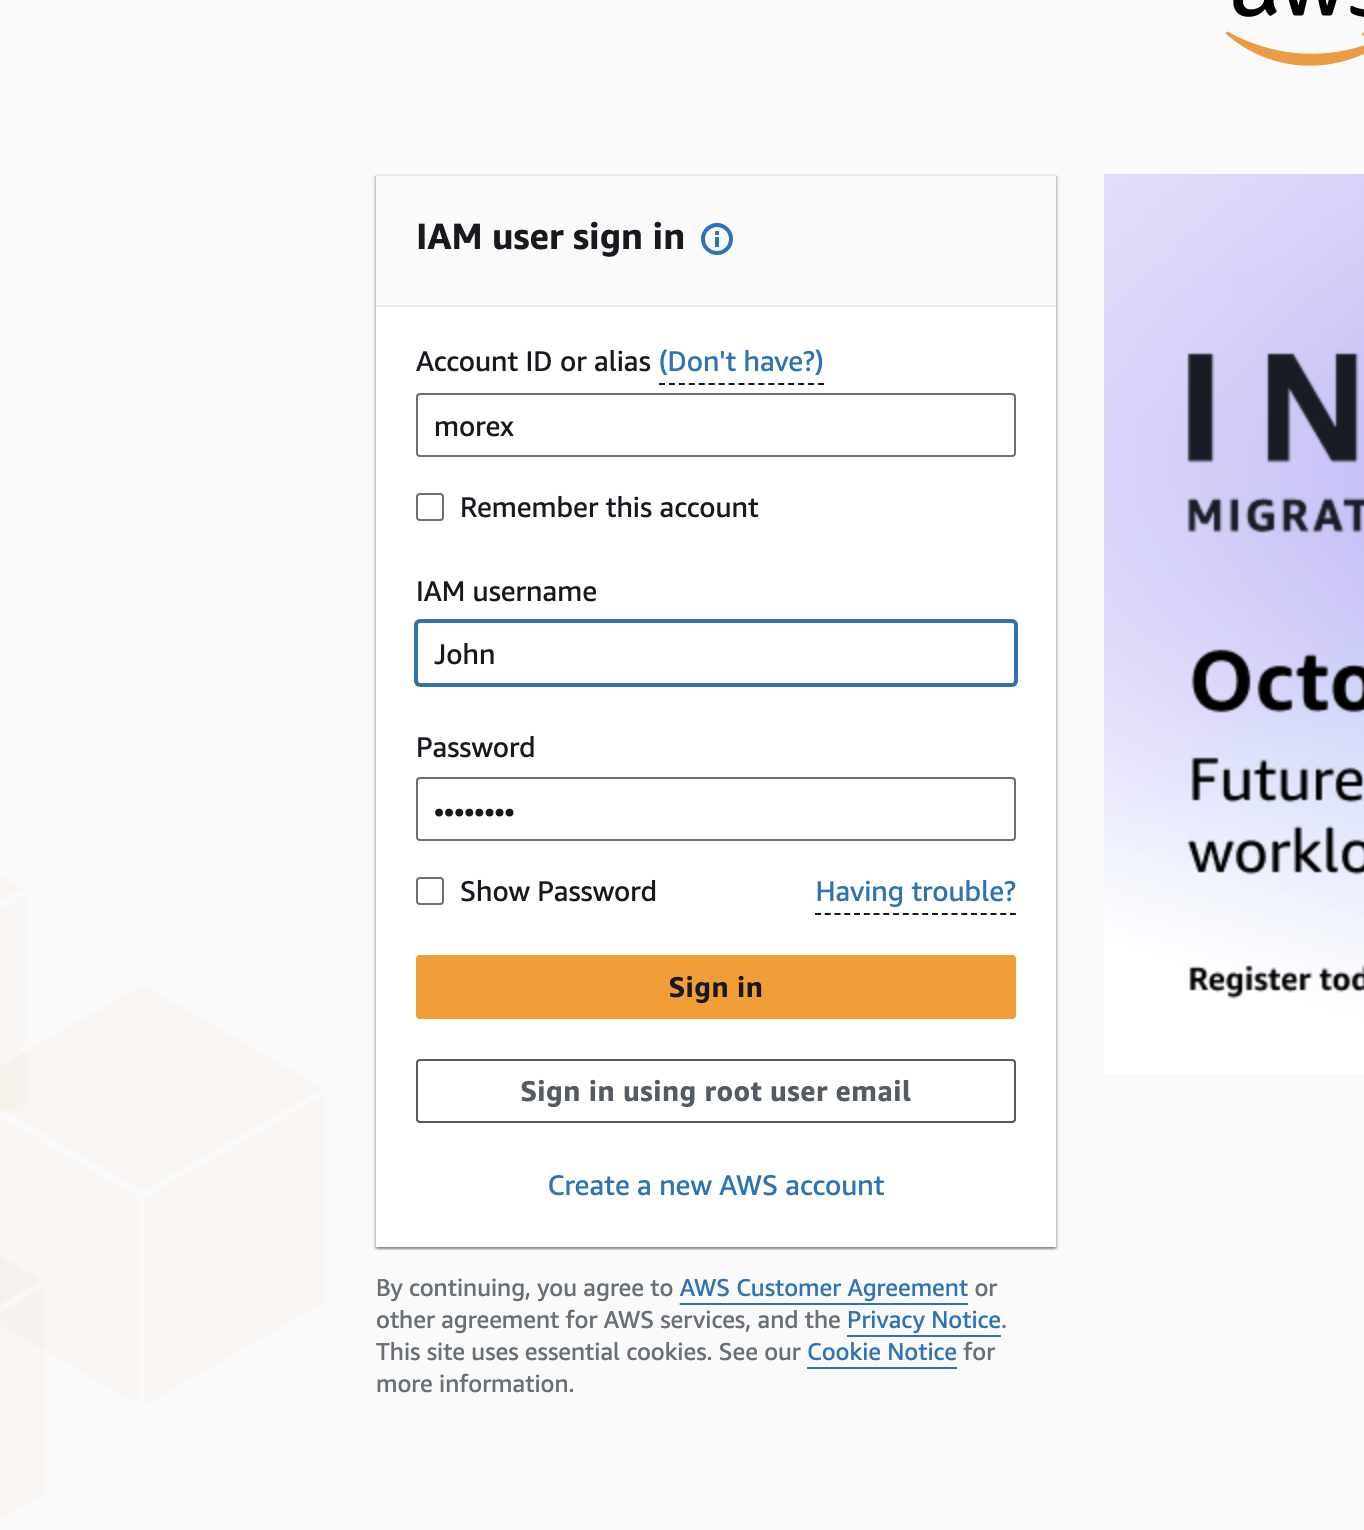 aws
IAM user sign in
Account ID or alias (Don't have?)
morex
Remember this account
IAM username
John
Password
••••••••
Show Password
Having trouble?
Sign in
Sign in using root user email
Create a new AWS account
By continuing, you agree to AWS Customer Agreement or
other agreement for AWS services, and the Privacy Notice.
This site uses essential cookies. See our Cookie Notice for
more information.
IN
MIGRAT
Octo
Future
worklo
Register tod